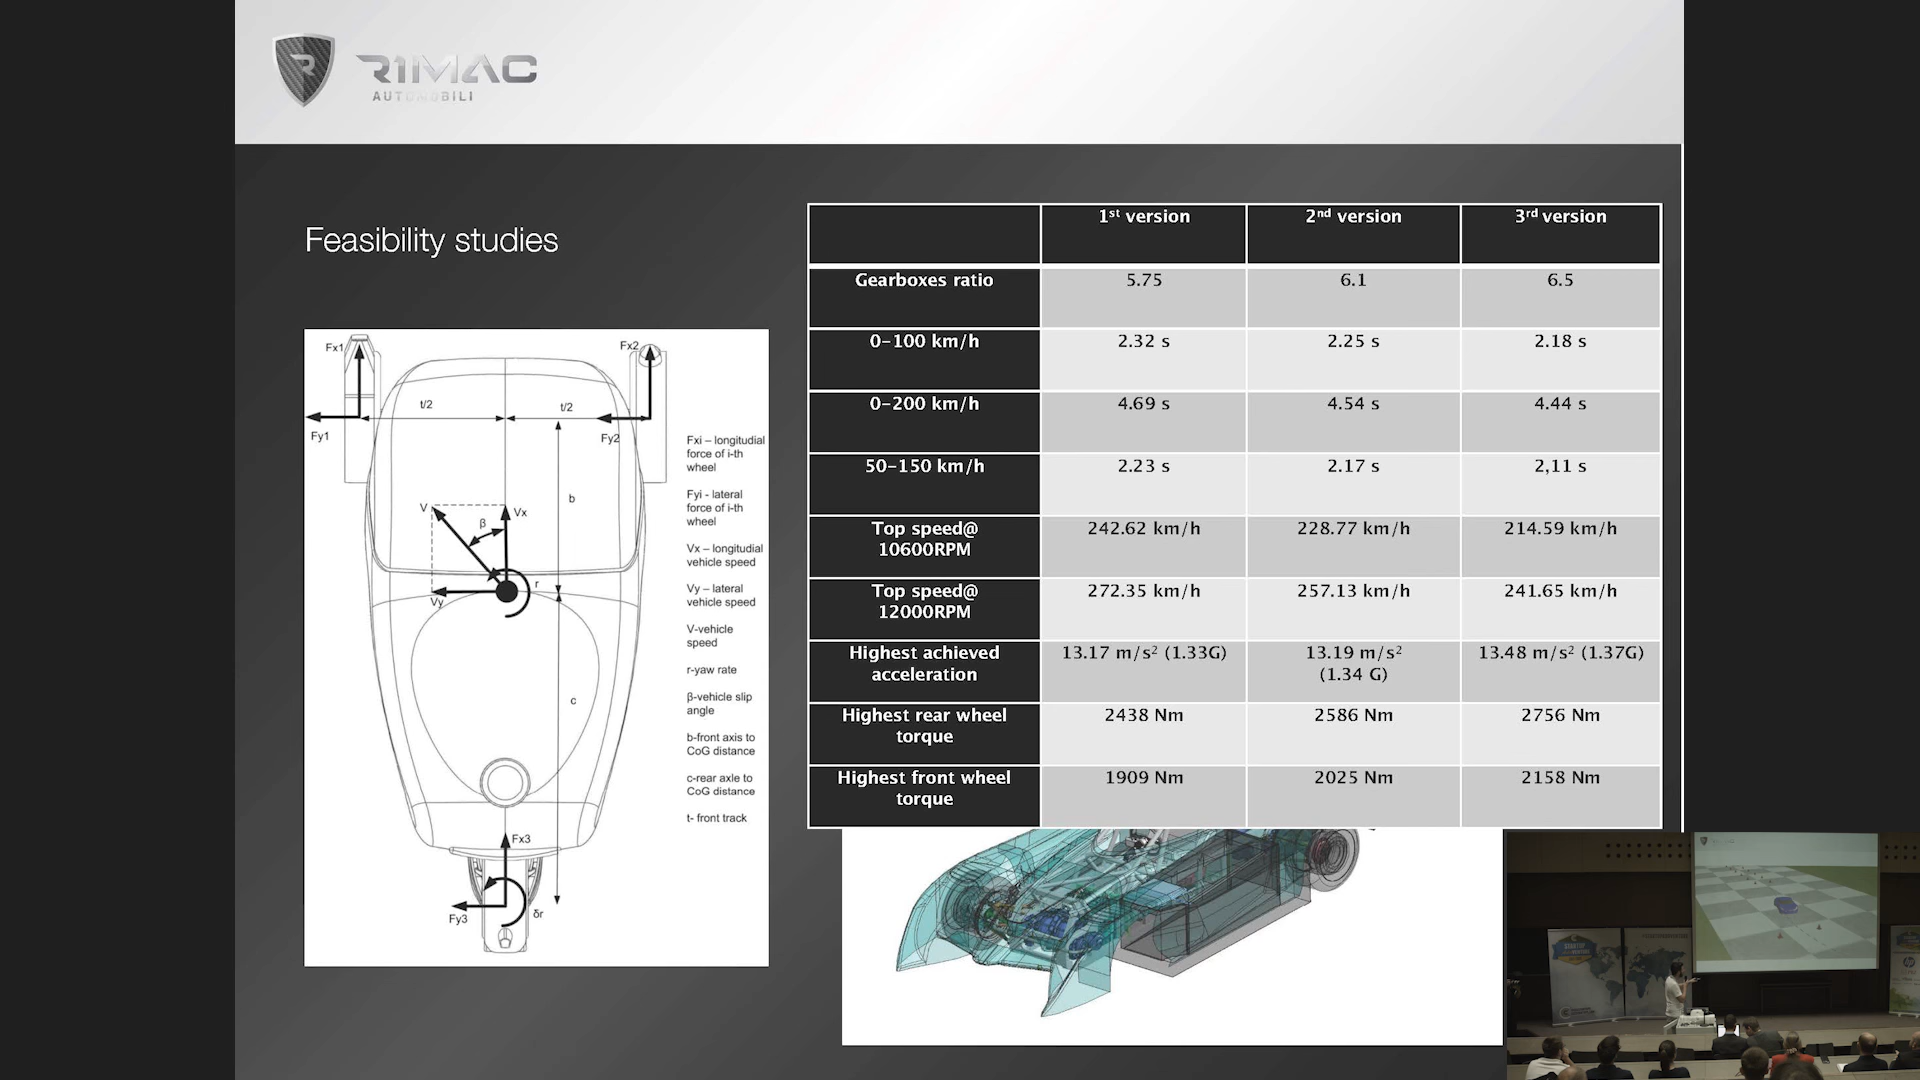 RIMAC
AUTOMOBILI
Feasibility studies
Fx1
Fx2
t/2
t/2
Fy1
Fy2
b
V
Vx
β
r
Vy
c
Fx3
Fy3
δr
Fxi – longitudial
force of i-th
wheel
Fyi - lateral
force of i-th
wheel
Vx – longitudial
vehicle speed
Vy – lateral
vehicle speed
V-vehicle
speed
r-yaw rate
β-vehicle slip
angle
b-front axis to
CoG distance
c-rear axle to
CoG distance
t- front track
1st version 2nd version 3rd version
Gearboxes ratio 5.75 6.1 6.5
0-100 km/h 2.32 s 2.25 s 2.18 s
0-200 km/h 4.69 s 4.54 s 4.44 s
50-150 km/h 2.23 s 2.17 s 2,11 s
Top speed@ 242.62 km/h 228.77 km/h 214.59 km/h
10600RPM
Top speed@ 272.35 km/h 257.13 km/h 241.65 km/h
12000RPM
Highest achieved 13.17 m/s² (1.33G) 13.19 m/s² 13.48 m/s² (1.37G)
acceleration (1.34 G)
Highest rear wheel 2438 Nm 2586 Nm 2756 Nm
torque
Highest front wheel 1909 Nm 2025 Nm 2158 Nm
torque
STARTUP
hp